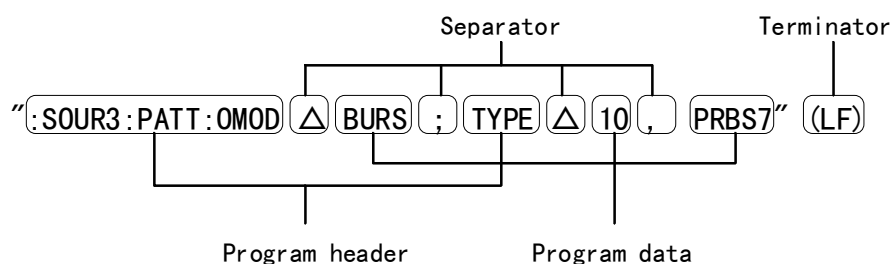 Separator Terminator
":SOUR3:PATT:OMOD △ BURS ; TYPE △ 10 , PRBS7" (LF)
Program header Program data